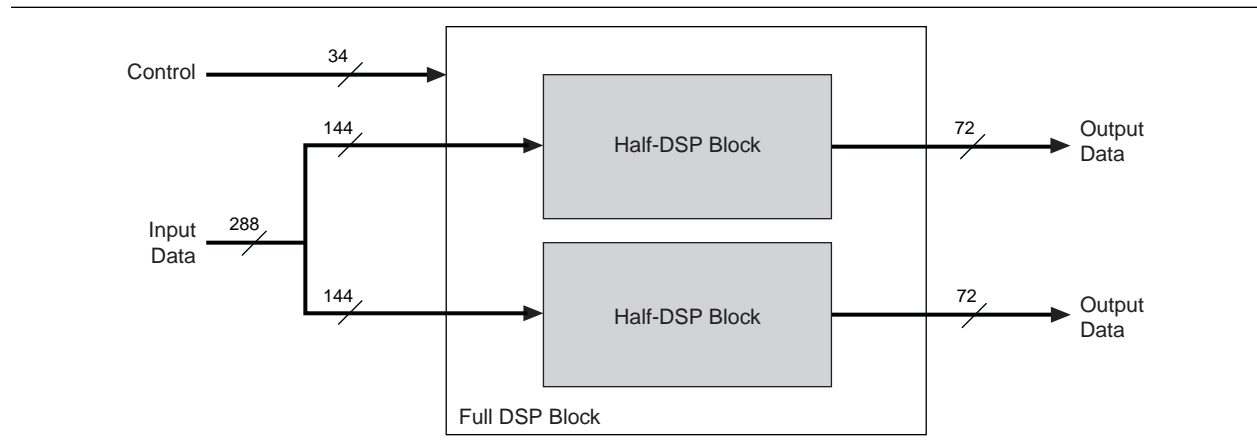 Control
34
144
Half-DSP Block
72
Output
Data
Input
Data
288
144
Half-DSP Block
72
Output
Data
Full DSP Block